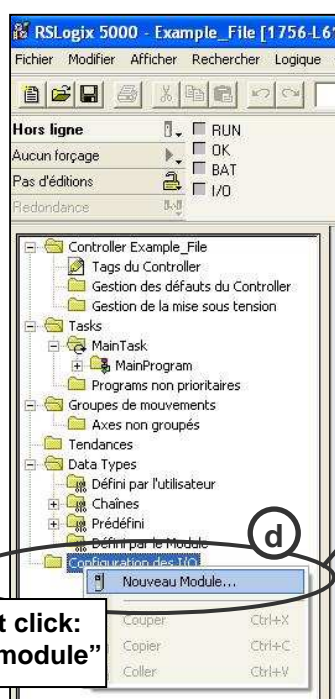 RSLogix 5000 - Example_File [1756-L6
Fichier Modifier Afficher Rechercher Logique
Hors ligne
RUN
Aucun forçage
OK
BAT
Pas d'éditions
I/O
Redondance
Controller Example_File
Tags du Controller
Gestion des défauts du Controller
Gestion de la mise sous tension
Tasks
MainTask
MainProgram
Programs non prioritaires
Groupes de mouvements
Axes non groupés
Tendances
Data Types
Défini par l'utilisateur
Chaînes
Prédéfini
Défini par le Module
d
Configuration des I/O
Nouveau Module...
t click:
module"
Couper Ctrl+X
Copier Ctrl+C
Coller Ctrl+V